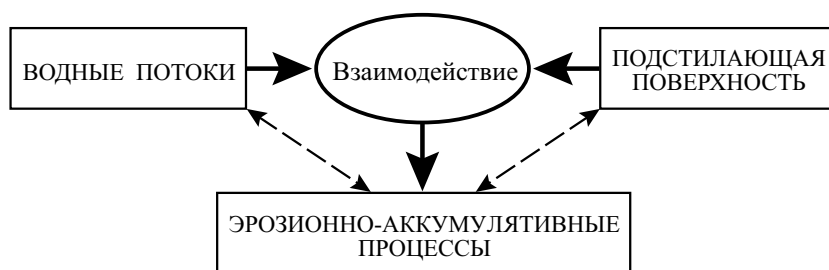 ВОДНЫЕ ПОТОКИ
Взаимодействие
ПОДСТИЛАЮЩАЯ
ПОВЕРХНОСТЬ
ЭРОЗИОННО-АККУМУЛЯТИВНЫЕ
ПРОЦЕССЫ